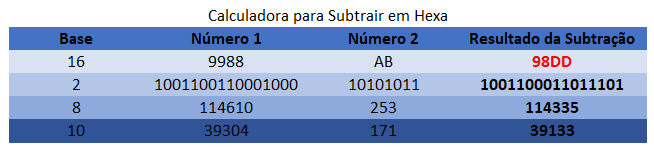 Calculadora para Subtrair em Hexa
Base Número 1 Número 2 Resultado da Subtração
16 9988 AB 98DD
2 1001100110001000 10101011 1001100011011101
8 114610 253 114335
10 39304 171 39133